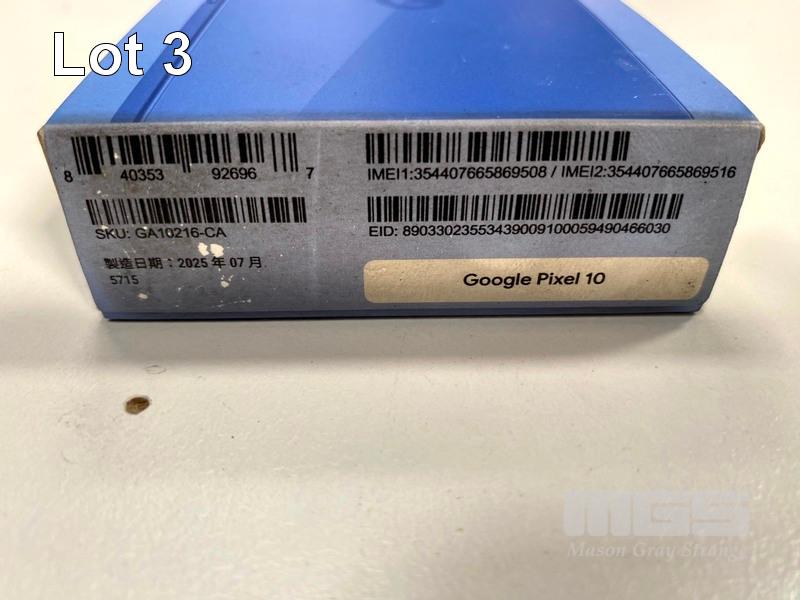 Lot 3
8 40353 92696 7
SKU: GA10216-CA
製造日期：2025 年 07 月
5715
IMEI1:354407665869508 / IMEI2:354407665869516
EID: 89033023553439009100059490466030
Google Pixel 10
MGS
Mason Gray Strange